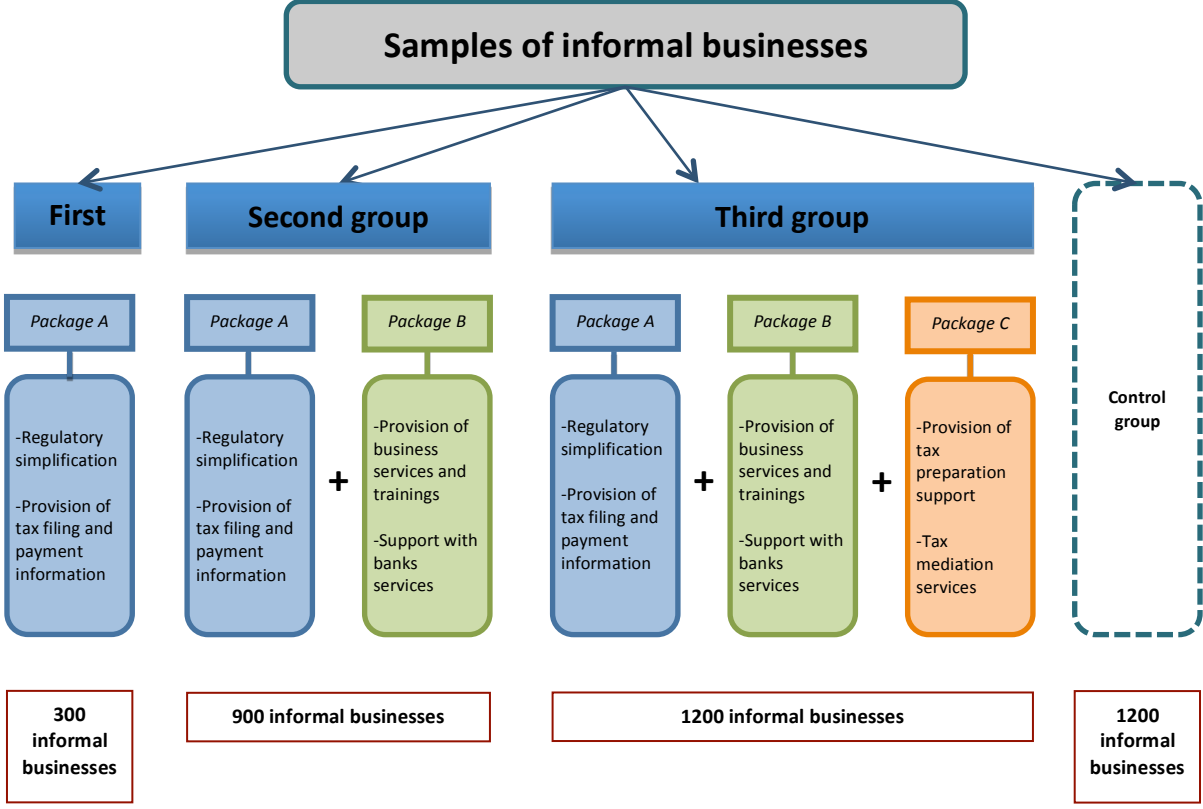 Samples of informal businesses
First
Second group
Third group
Package A
Package A
Package B
Package A
Package B
Package C
-Regulatory
simplification
-Provision of
tax filing and
payment
information
-Regulatory
simplification
-Provision of
tax filing and
payment
information
+
-Provision of
business
services and
trainings
-Support with
banks
services
-Regulatory
simplification
-Provision of
tax filing and
payment
information
+
-Provision of
business
services and
trainings
-Support with
banks
services
+
-Provision of
tax
preparation
support
-Tax
mediation
services
Control
group
300
informal
businesses
900 informal businesses
1200 informal businesses
1200
informal
businesses